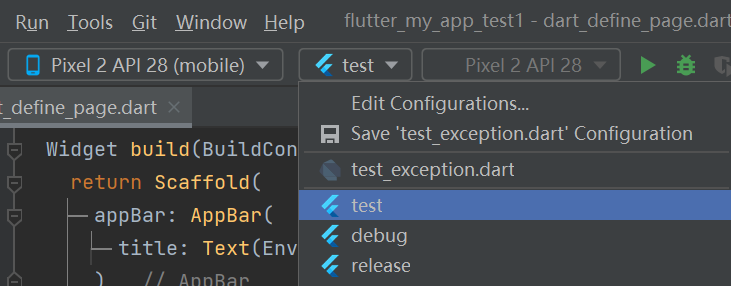 Run Tools Git Window Help flutter_my_app_test1 - dart_define_page.dart
Pixel 2 API 28 (mobile) test Pixel 2 API 28
t_define_page.dart
Edit Configurations...
Save 'test_exception.dart' Configuration
test_exception.dart
test
debug
release
Widget build(BuildCon
return Scaffold(
appBar: AppBar(
title: Text(Env
) // AppBar